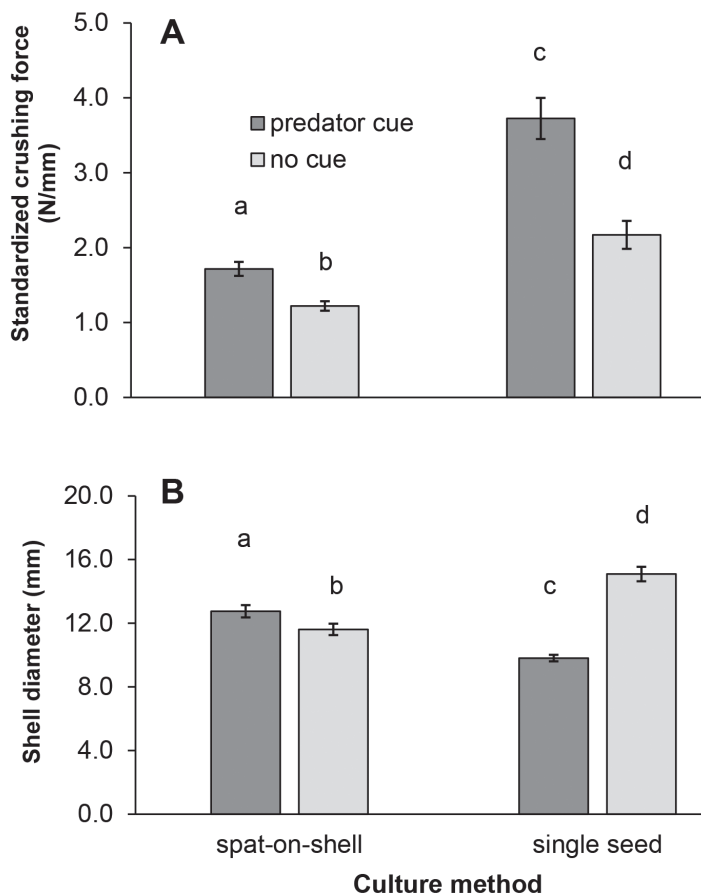 A
Standardized crushing force
(N/mm)
5.0
4.0
3.0
2.0
1.0
0.0
predator cue
no cue
a
b
c
d
B
Shell diameter (mm)
20.0
16.0
12.0
8.0
4.0
0.0
a
b
c
d
spat-on-shell single seed
Culture method